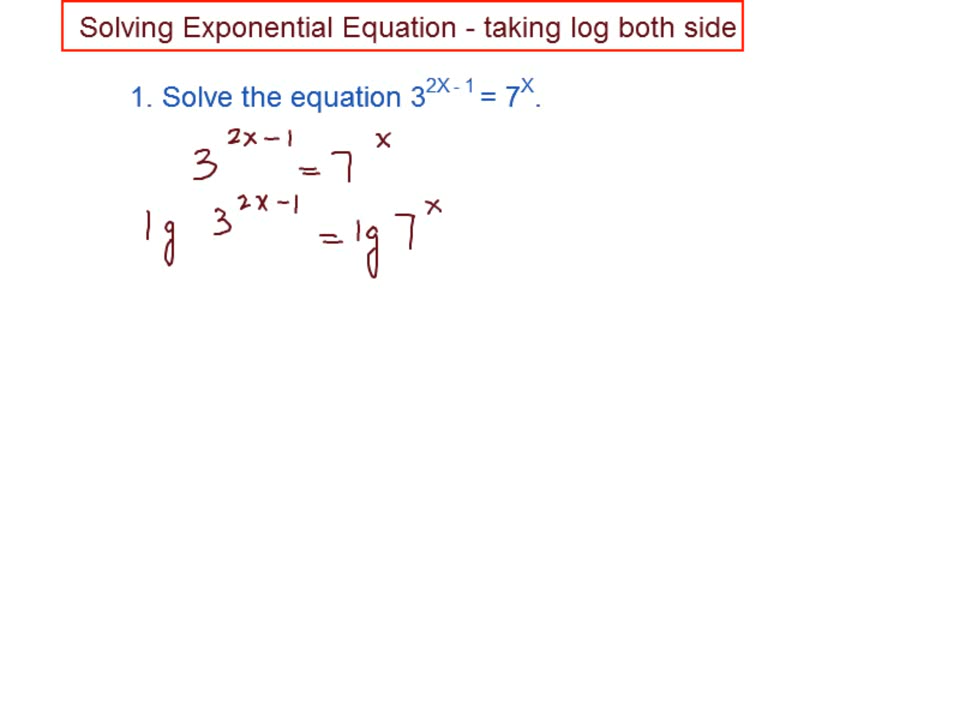 Solving Exponential Equation - taking log both side
1. Solve the equation 3^{2X - 1} = 7^{X}.
3^{2x-1} = 7^{x}
lg 3^{2x-1} = lg 7^{x}